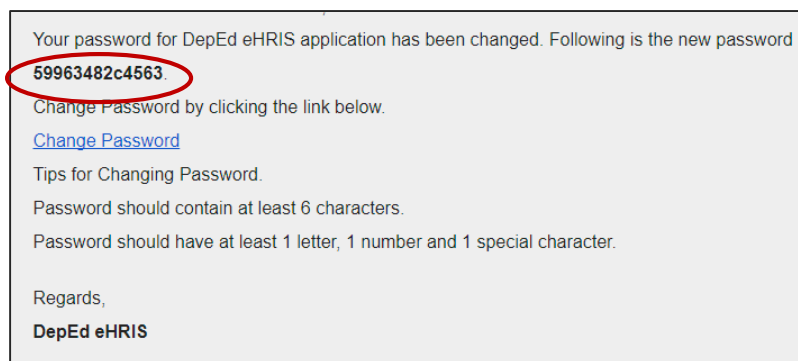 Your password for DepEd eHRIS application has been changed. Following is the new password
59963482c4563.
Change Password by clicking the link below.
Change Password
Tips for Changing Password.
Password should contain at least 6 characters.
Password should have at least 1 letter, 1 number and 1 special character.
Regards,
DepEd eHRIS